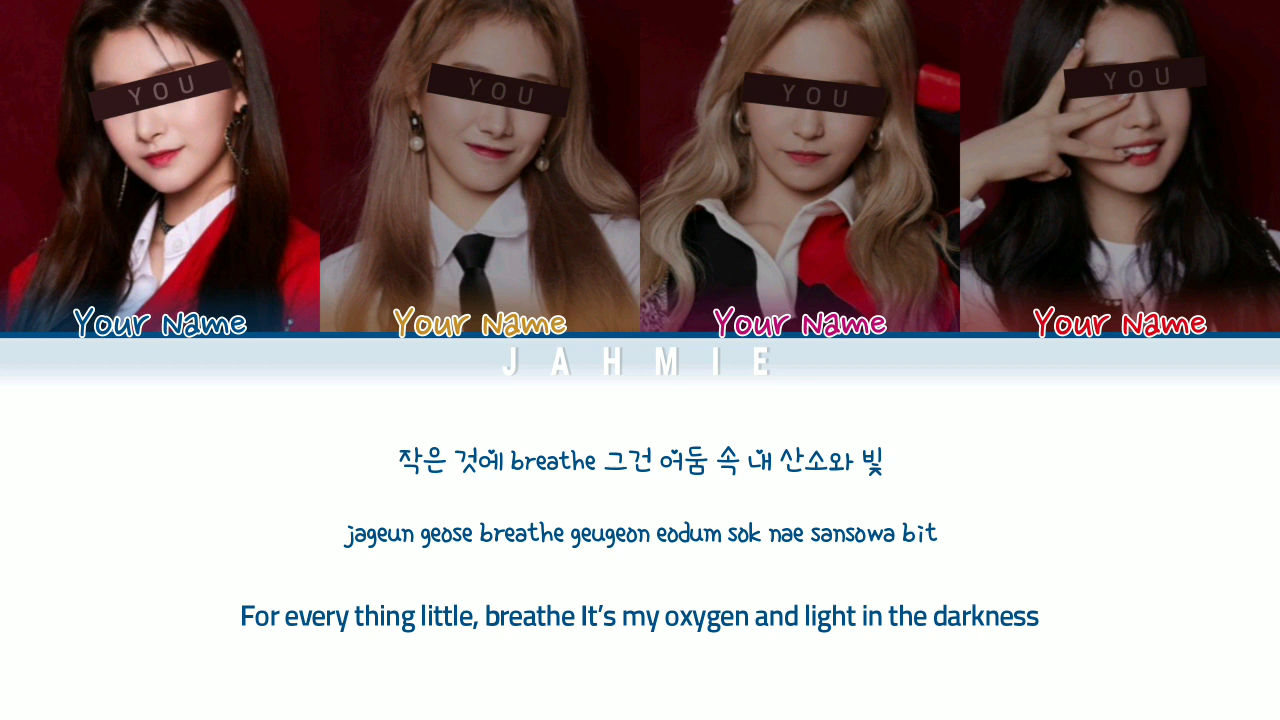 YOU
YOU
YOU
YOU
Your Name
Your Name
Your Name
Your Name
JAHMIE
작은 것에 breathe 그건 어둠 속 내 산소와 빛
jageun geose breathe geugeon eodum sok nae sansowa bit
For every thing little, breathe It's my oxygen and light in the darkness